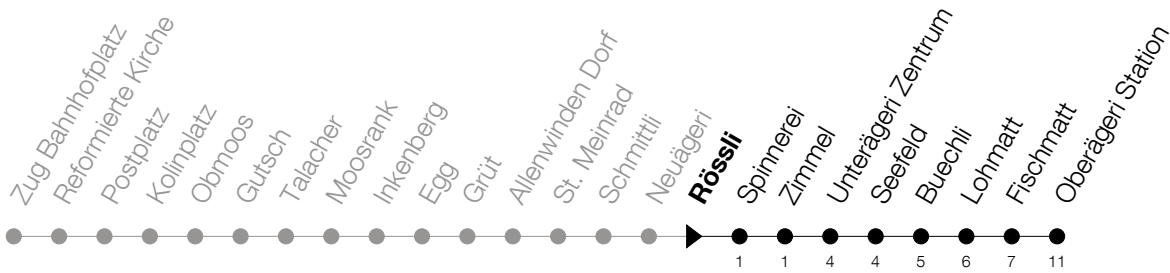 Zug Bahnhofplatz
Reformierte Kirche
Postplatz
Kolinplatz
Obmoos
Gutsch
Talacher
Moosrank
Inkenberg
Egg
Grüt
Allenwinden Dorf
St. Meinrad
Schmittli
Neuägeri
Rössli
Spinnerei
Zimmel
Unterägeri Zentrum
Seefeld
Buechli
Lohmatt
Fischmatt
Oberägeri Station
1 1 4 4 5 6 7 11